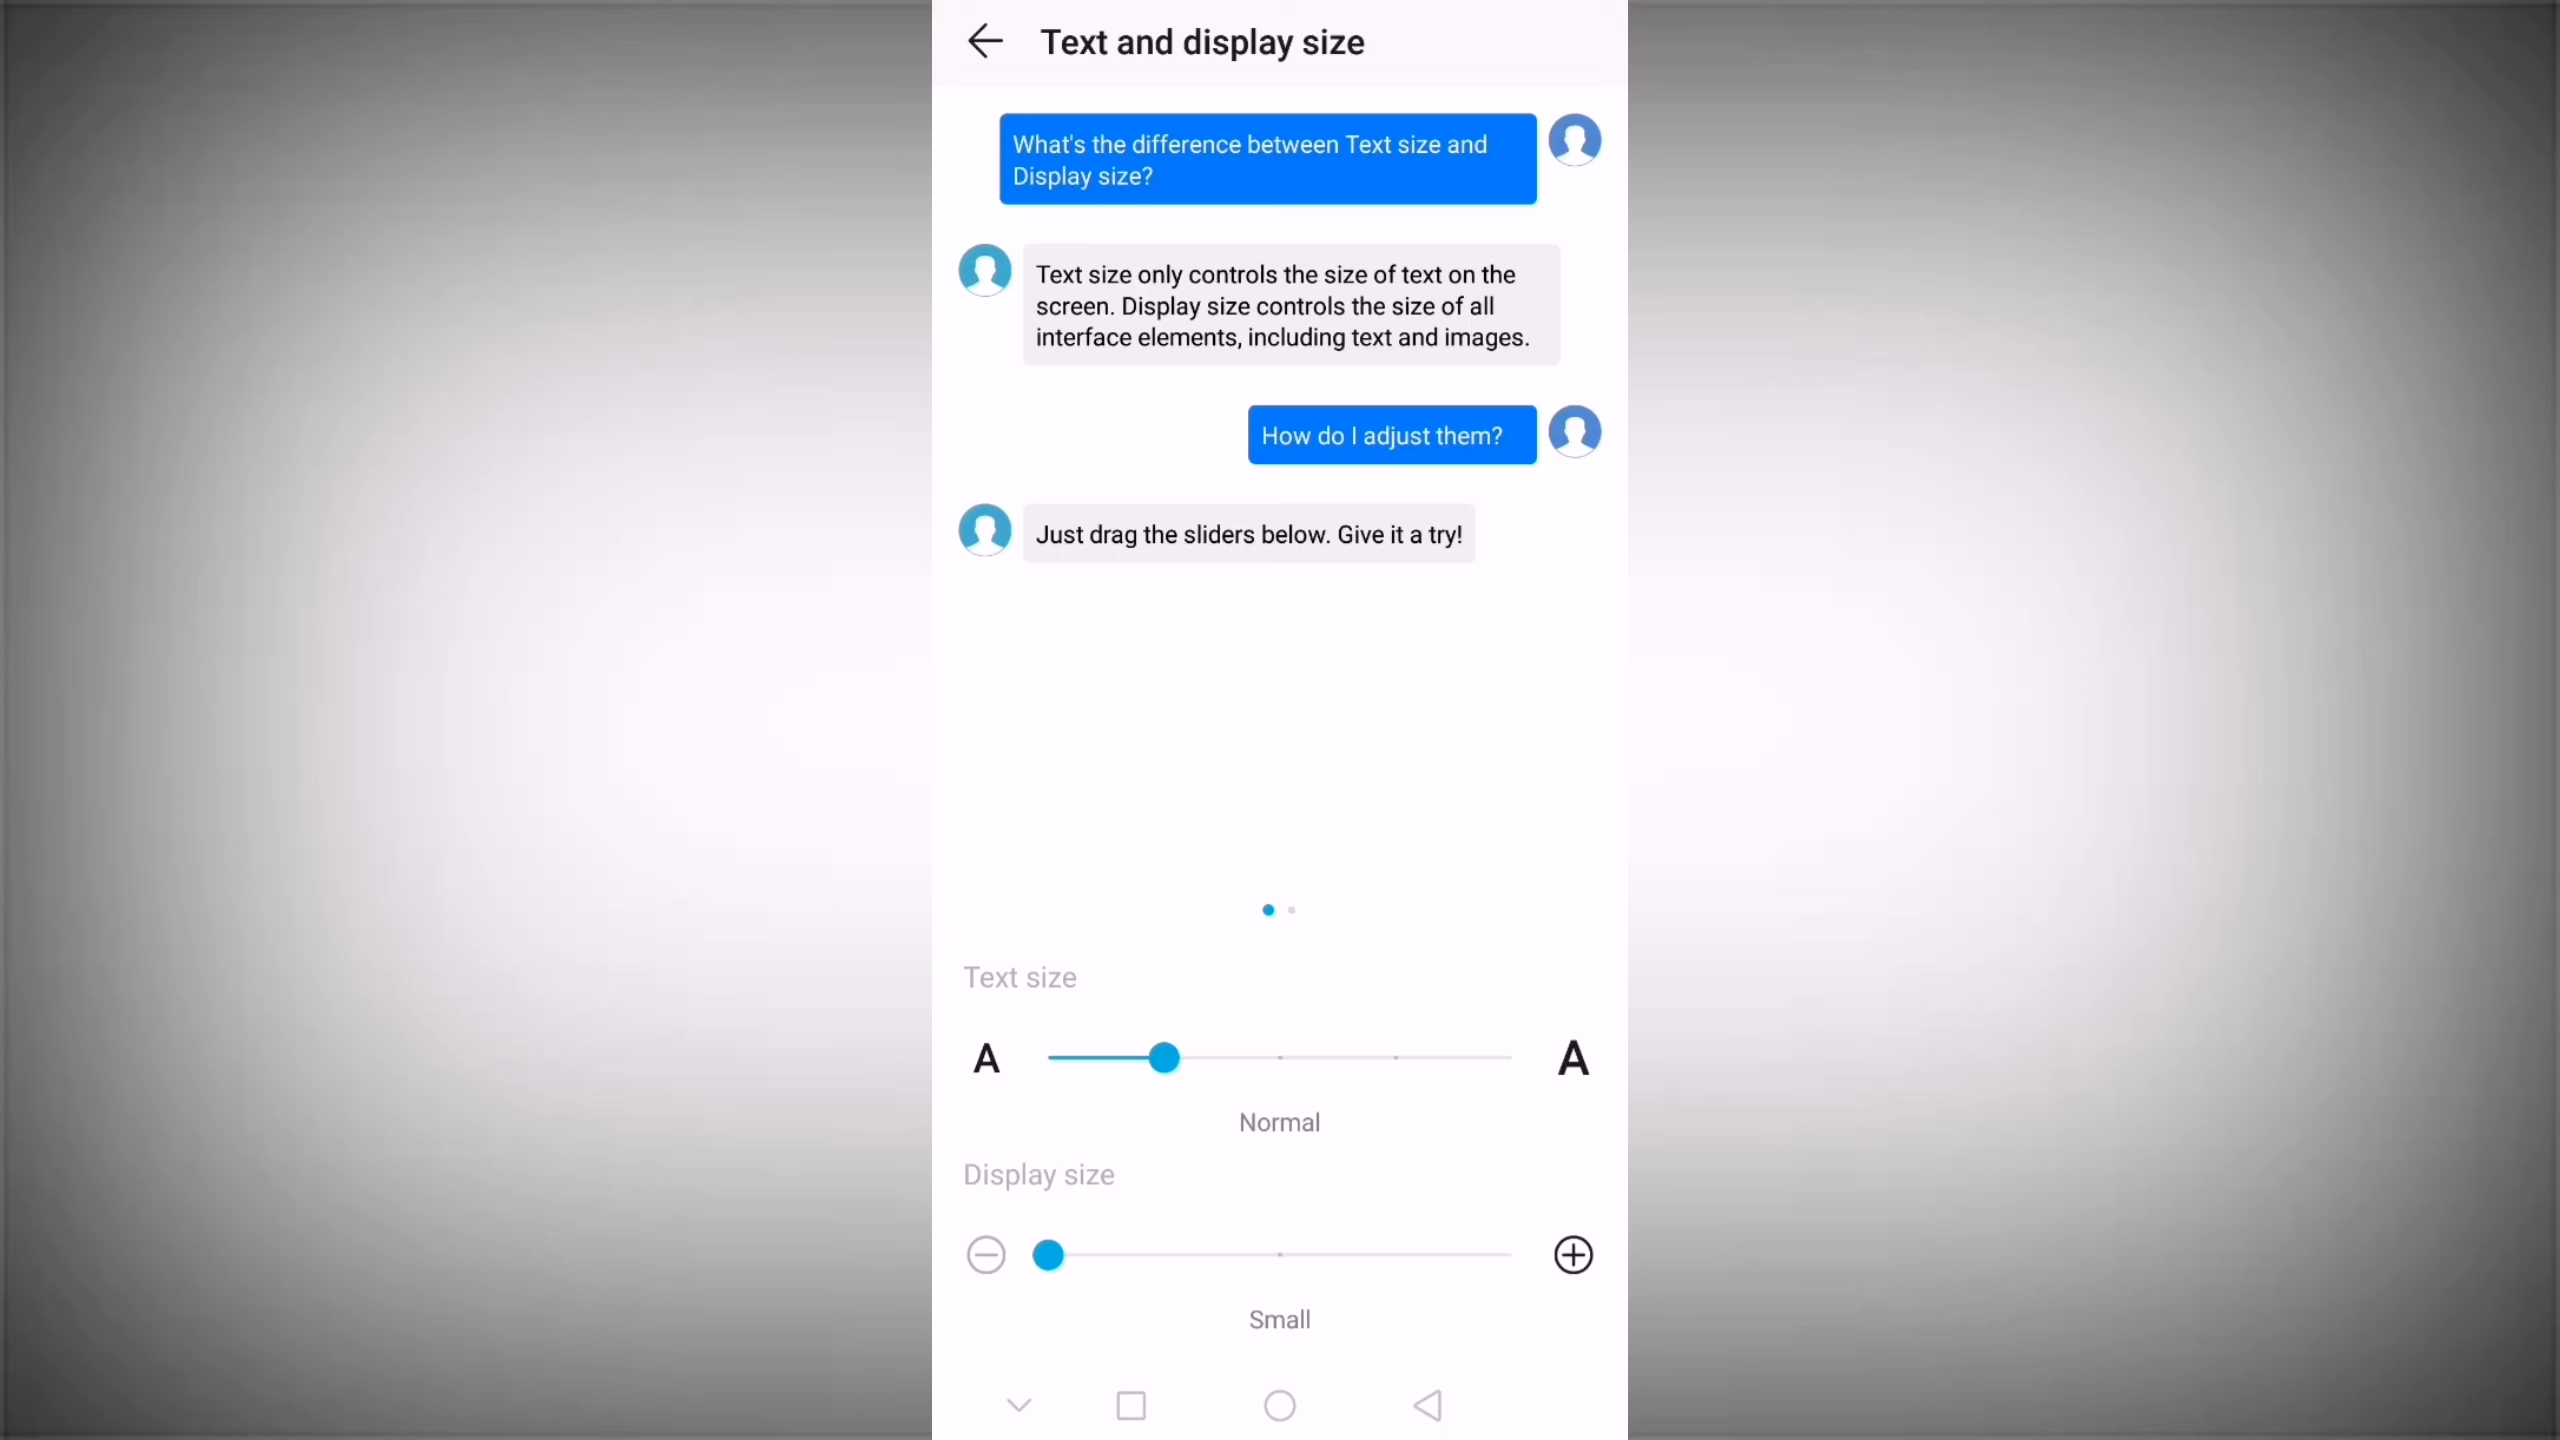 Text and display size
What's the difference between Text size and
Display size?
Text size only controls the size of text on the
screen. Display size controls the size of all
interface elements, including text and images.
How do I adjust them?
Just drag the sliders below. Give it a try!
Text size
A A
Normal
Display size
Small